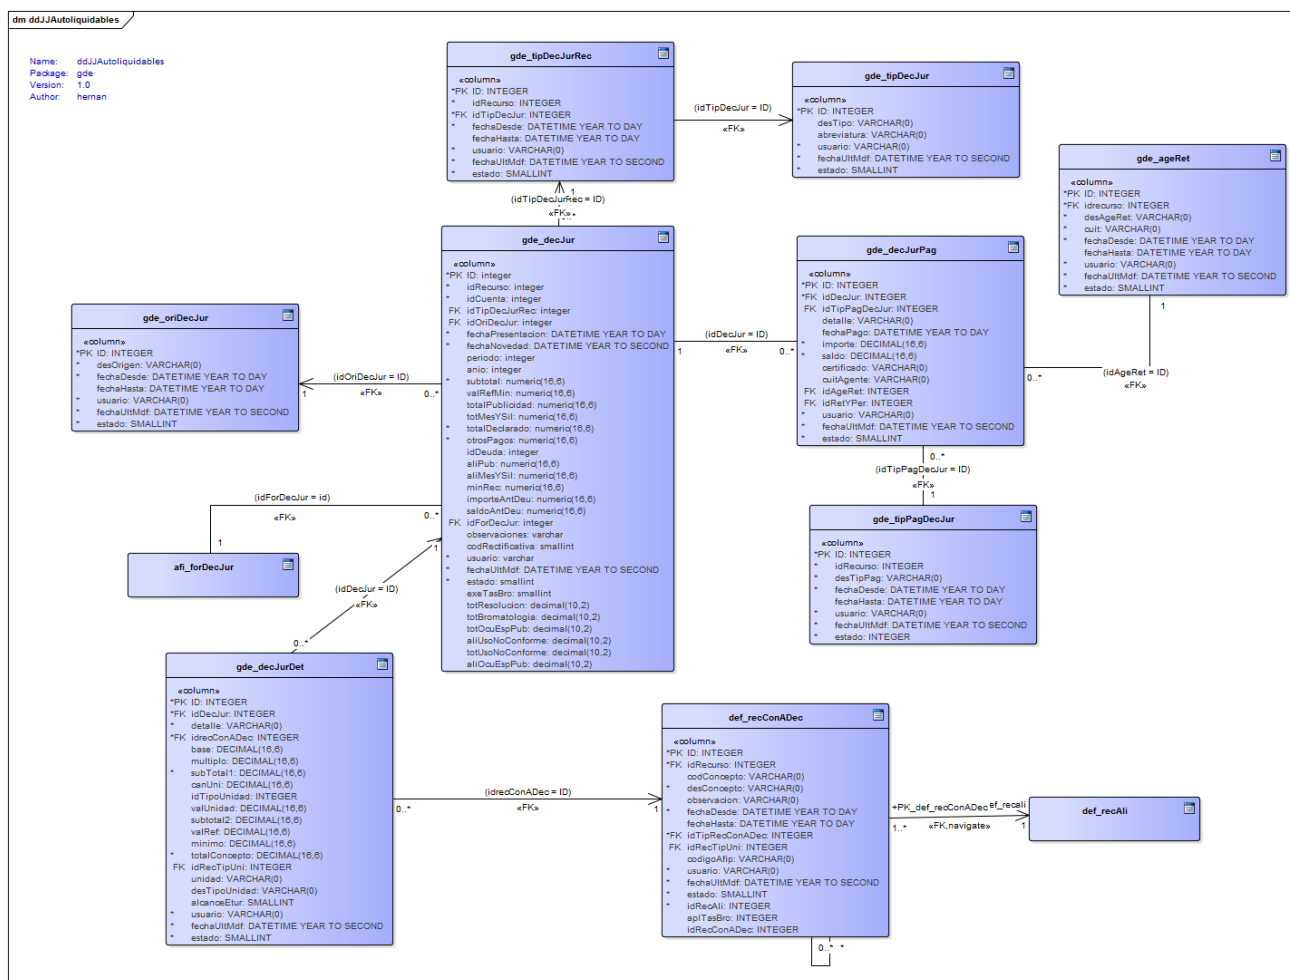 dm ddJJAutoliquidables
Name: ddJJAutoliquidables
Package: gde
Version: 1.0
Author: hernan
gde_tipDecJurRec
«column»
*PK ID: INTEGER
* idRecurso: INTEGER
*FK idTipDecJur: INTEGER
* fechaDesde: DATETIME YEAR TO DAY
fechaHasta: DATETIME YEAR TO DAY
* usuario: VARCHAR(0)
* fechaUltMdf: DATETIME YEAR TO SECOND
* estado: SMALLINT
(idTipDecJur = ID)
«FK»
gde_tipDecJur
«column»
*PK ID: INTEGER
desTipo: VARCHAR(0)
abreviatura: VARCHAR(0)
* usuario: VARCHAR(0)
* fechaUltMdf: DATETIME YEAR TO SECOND
* estado: SMALLINT
gde_ageRet
«column»
*PK ID: INTEGER
*FK idrecurso: INTEGER
* desAgeRet: VARCHAR(0)
* cuit: VARCHAR(0)
* fechaDesde: DATETIME YEAR TO DAY
fechaHasta: DATETIME YEAR TO DAY
* usuario: VARCHAR(0)
* fechaUltMdf: DATETIME YEAR TO SECOND
* estado: SMALLINT
1
(idTipDecJurRec = ID)
«FK»
0..*
gde_decJur
«column»
*PK ID: integer
* idRecurso: integer
* idCuenta: integer
FK idTipDecJurRec: integer
FK idOriDecJur: integer
* fechaPresentacion: DATETIME YEAR TO DAY
* fechaNovedad: DATETIME YEAR TO SECOND
periodo: integer
anio: integer
* subtotal: numeric(16,6)
valRefMin: numeric(16,6)
totalPublicidad: numeric(16,6)
totMesYSil: numeric(16,6)
* totalDeclarado: numeric(16,6)
* otrosPagos: numeric(16,6)
idDeuda: integer
aliPub: numeric(16,6)
aliMesYSil: numeric(16,6)
minRec: numeric(16,6)
importeAntDeu: numeric(16,6)
saldoAntDeu: numeric(16,6)
FK idForDecJur: integer
observaciones: varchar
codRectificativa: smallint
* usuario: varchar
* fechaUltMdf: DATETIME YEAR TO SECOND
* estado: smallint
exeTasBro: smallint
totResolucion: decimal(10,2)
totBromatologia: decimal(10,2)
totOcuEspPub: decimal(10,2)
aliUsoNoConforme: decimal(10,2)
totUsoNoConforme: decimal(10,2)
aliOcuEspPub: decimal(10,2)
(idDecJur = ID)
1
«FK»
0..*
gde_decJurPag
«column»
*PK ID: INTEGER
*FK idDecJur: INTEGER
FK idTipPagDecJur: INTEGER
detalle: VARCHAR(0)
fechaPago: DATETIME YEAR TO DAY
* importe: DECIMAL(16,6)
* saldo: DECIMAL(16,6)
certificado: VARCHAR(0)
cuitAgente: VARCHAR(0)
FK idAgeRet: INTEGER
FK idRetYPer: INTEGER
* usuario: VARCHAR(0)
* fechaUltMdf: DATETIME YEAR TO SECOND
* estado: SMALLINT
1
0..*
(idAgeRet = ID)
«FK»
gde_oriDecJur
«column»
*PK ID: INTEGER
* desOrigen: VARCHAR(0)
* fechaDesde: DATETIME YEAR TO DAY
fechaHasta: DATETIME YEAR TO DAY
* usuario: VARCHAR(0)
* fechaUltMdf: DATETIME YEAR TO SECOND
* estado: SMALLINT
(idOriDecJur = ID)
1
«FK»
0..*
0..*
(idTipPagDecJur = ID)
«FK»
1
gde_tipPagDecJur
«column»
*PK ID: INTEGER
* idRecurso: INTEGER
* desTipPag: VARCHAR(0)
* fechaDesde: DATETIME YEAR TO DAY
fechaHasta: DATETIME YEAR TO DAY
* usuario: VARCHAR(0)
* fechaUltMdf: DATETIME YEAR TO SECOND
* estado: INTEGER
(idForDecJur = id)
«FK»
0..*
1
afi_forDecJur
1
(idDecJur = ID)
«FK»
0..*
gde_decJurDet
«column»
*PK ID: INTEGER
*FK idDecJur: INTEGER
* detalle: VARCHAR(0)
*FK idrecConADec: INTEGER
base: DECIMAL(16,6)
multiplo: DECIMAL(16,6)
* subTotal1: DECIMAL(16,6)
canUni: DECIMAL(16,6)
idTipoUnidad: INTEGER
valUnidad: DECIMAL(16,6)
subtotal2: DECIMAL(16,6)
valRef: DECIMAL(16,6)
minimo: DECIMAL(16,6)
* totalConcepto: DECIMAL(16,6)
FK idRecTipUni: INTEGER
unidad: VARCHAR(0)
desTipoUnidad: VARCHAR(0)
alcanceEtur: SMALLINT
* usuario: VARCHAR(0)
* fechaUltMdf: DATETIME YEAR TO SECOND
* estado: SMALLINT
(idrecConADec = ID)
0..*
«FK»
1
def_recConADec
«column»
*PK ID: INTEGER
*FK idRecurso: INTEGER
codConcepto: VARCHAR(0)
* desConcepto: VARCHAR(0)
observacion: VARCHAR(0)
* fechaDesde: DATETIME YEAR TO DAY
fechaHasta: DATETIME YEAR TO DAY
*FK idTipRecConADec: INTEGER
FK idRecTipUni: INTEGER
codigoAfip: VARCHAR(0)
* usuario: VARCHAR(0)
* fechaUltMdf: DATETIME YEAR TO SECOND
* estado: SMALLINT
* idRecAli: INTEGER
aplTasBro: INTEGER
idRecConADec: INTEGER
0..* *
+PK_def_recConADec ef_recali
1..*
«FK,navigate»
1
def_recAli